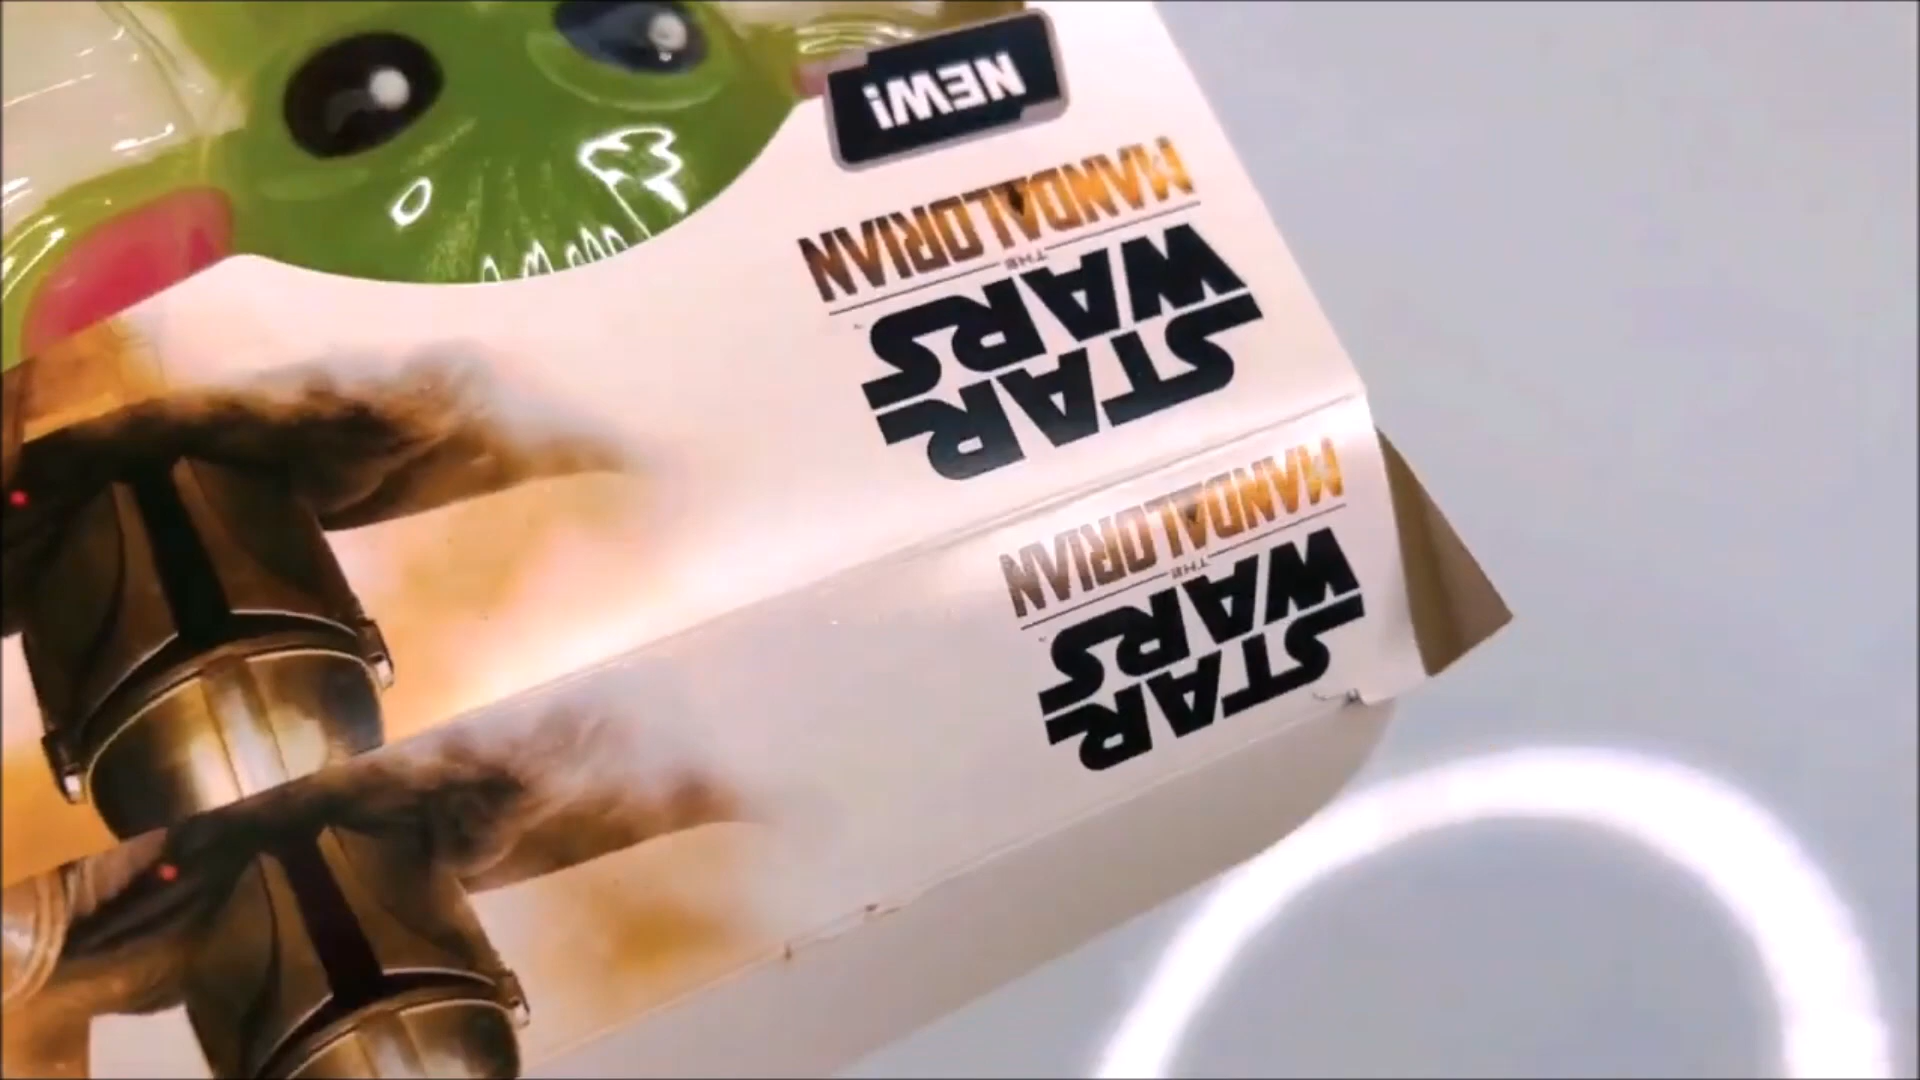 STAR
WARS
THE
MANDALORIAN
STAR
WARS
THE
MANDALORIAN
NEW!